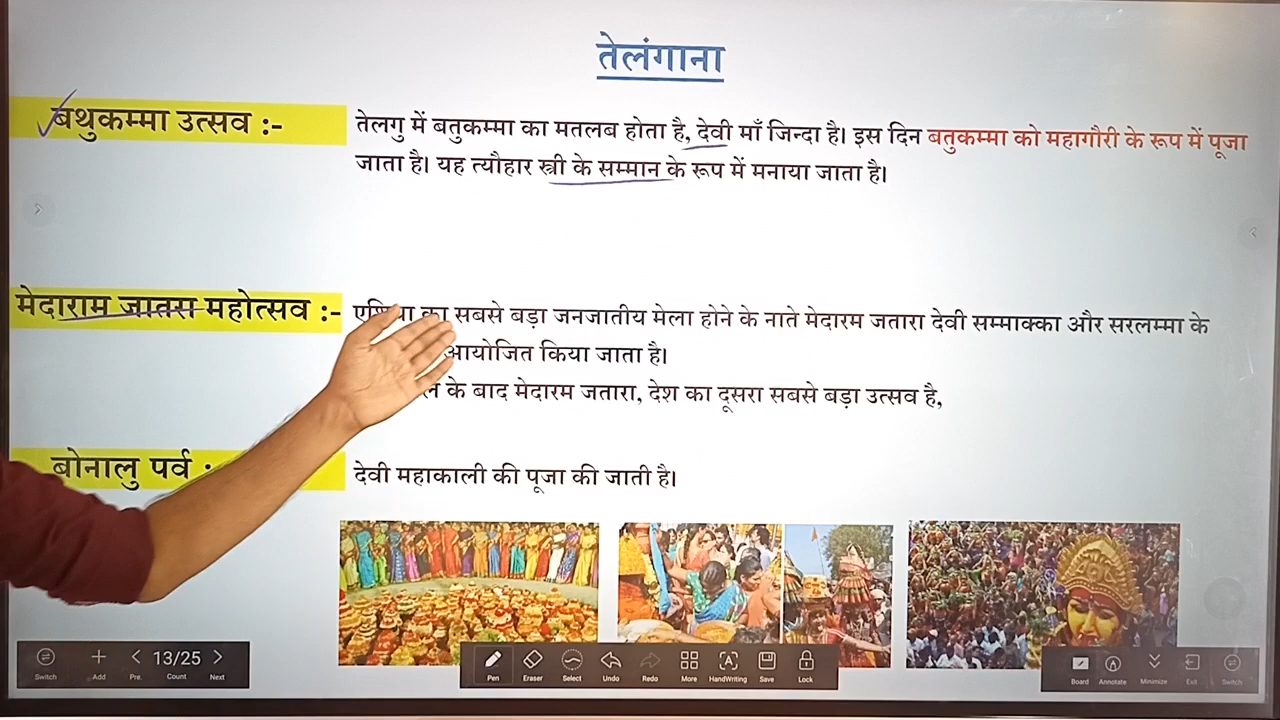 तेलंगाना
बथुकम्मा उत्सव :-
तेलगु में बतुकम्मा का मतलब होता है, देवी माँ जिन्दा है। इस दिन बतुकम्मा को महागौरी के रूप में पूजा
जाता है। यह त्यौहार स्त्री के सम्मान के रूप में मनाया जाता है।
मेदाराम जातरा महोत्सव :-
का सबसे बड़ा जनजातीय मेला होने के नाते मेदारम जतारा देवी सम्माक्का और सरलम्मा के
आयोजित किया जाता है।
के बाद मेदारम जतारा, देश का दूसरा सबसे बड़ा उत्सव है,
बोनालु पर्व :
देवी महाकाली की पूजा की जाती है।
Switch Add Pre. 13/25 Count Next
Pen Eraser Select Undo Redo More HandWriting Save Lock
Board Annotate Minimize Exit Switch